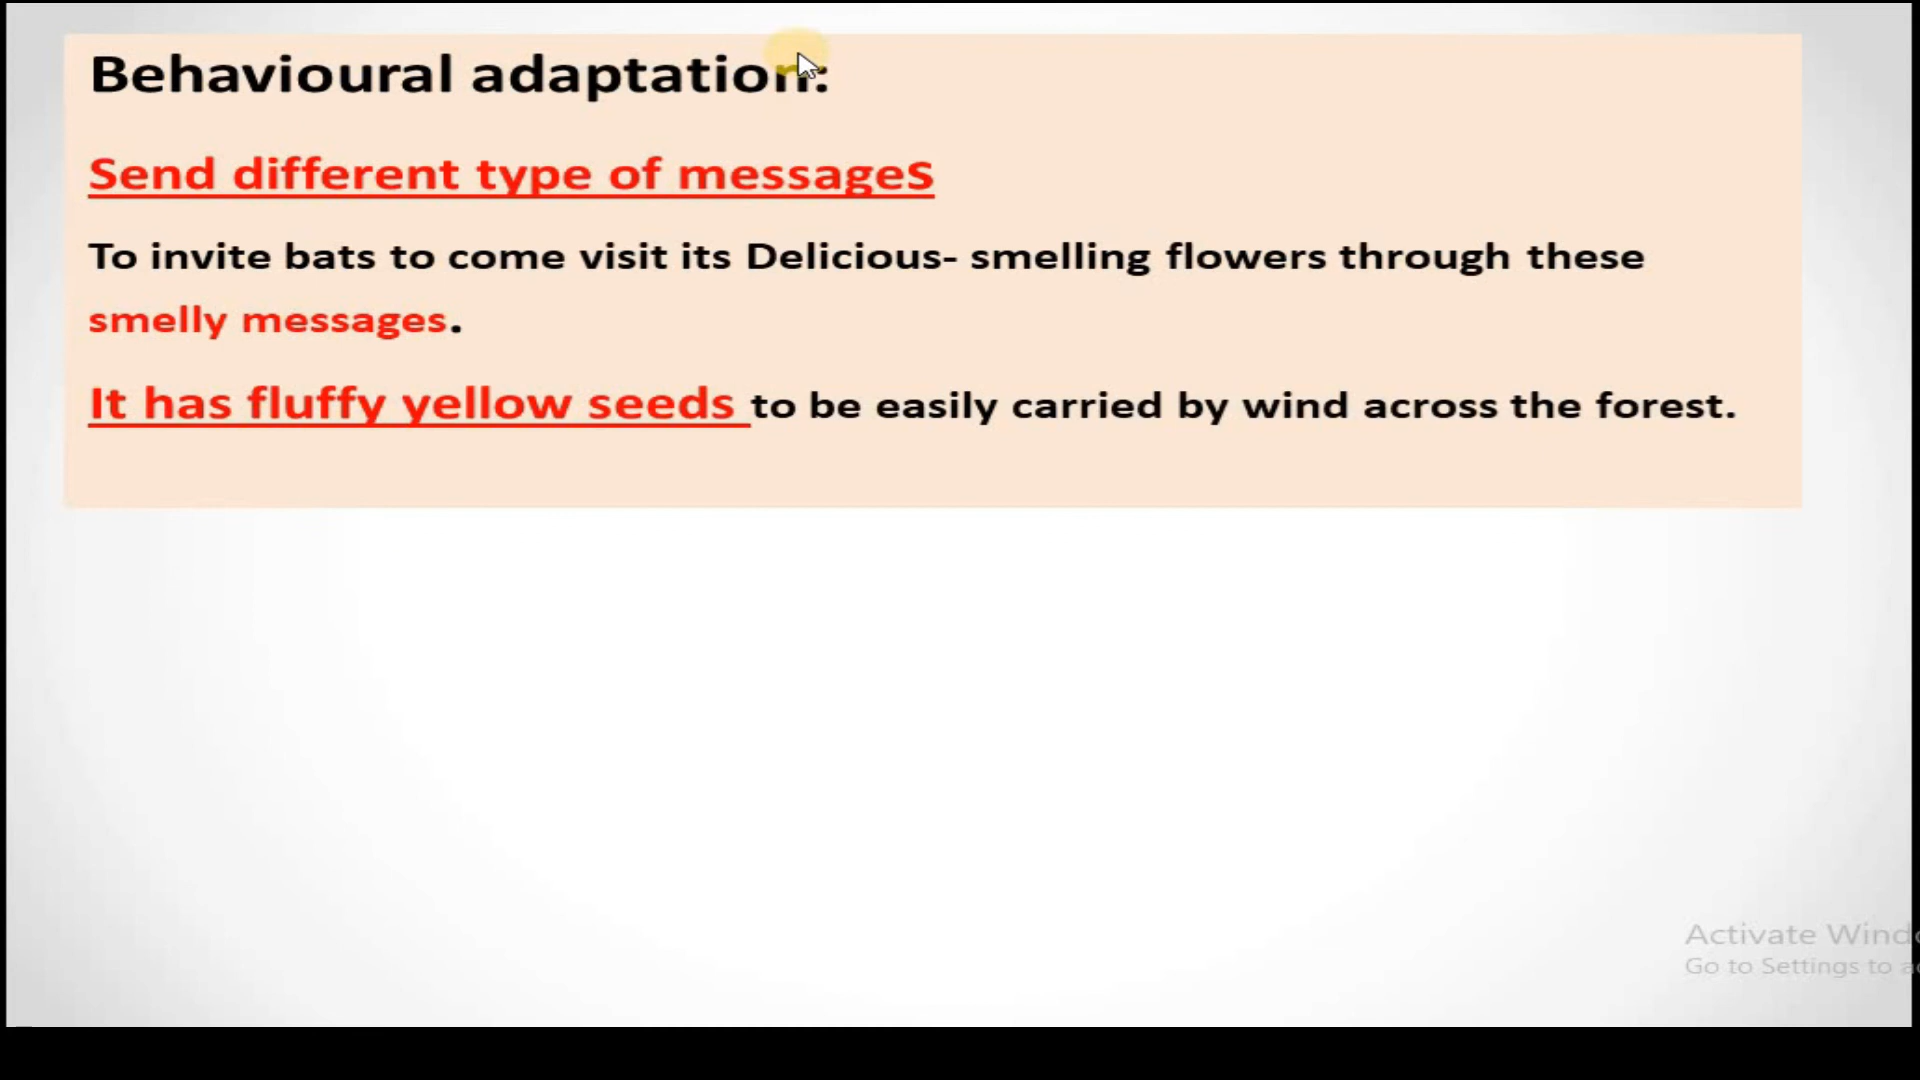 Behavioural adaptation:
Send different type of messages
To invite bats to come visit its Delicious- smelling flowers through these
smelly messages.
It has fluffy yellow seeds to be easily carried by wind across the forest.
Activate
Go to Settings to